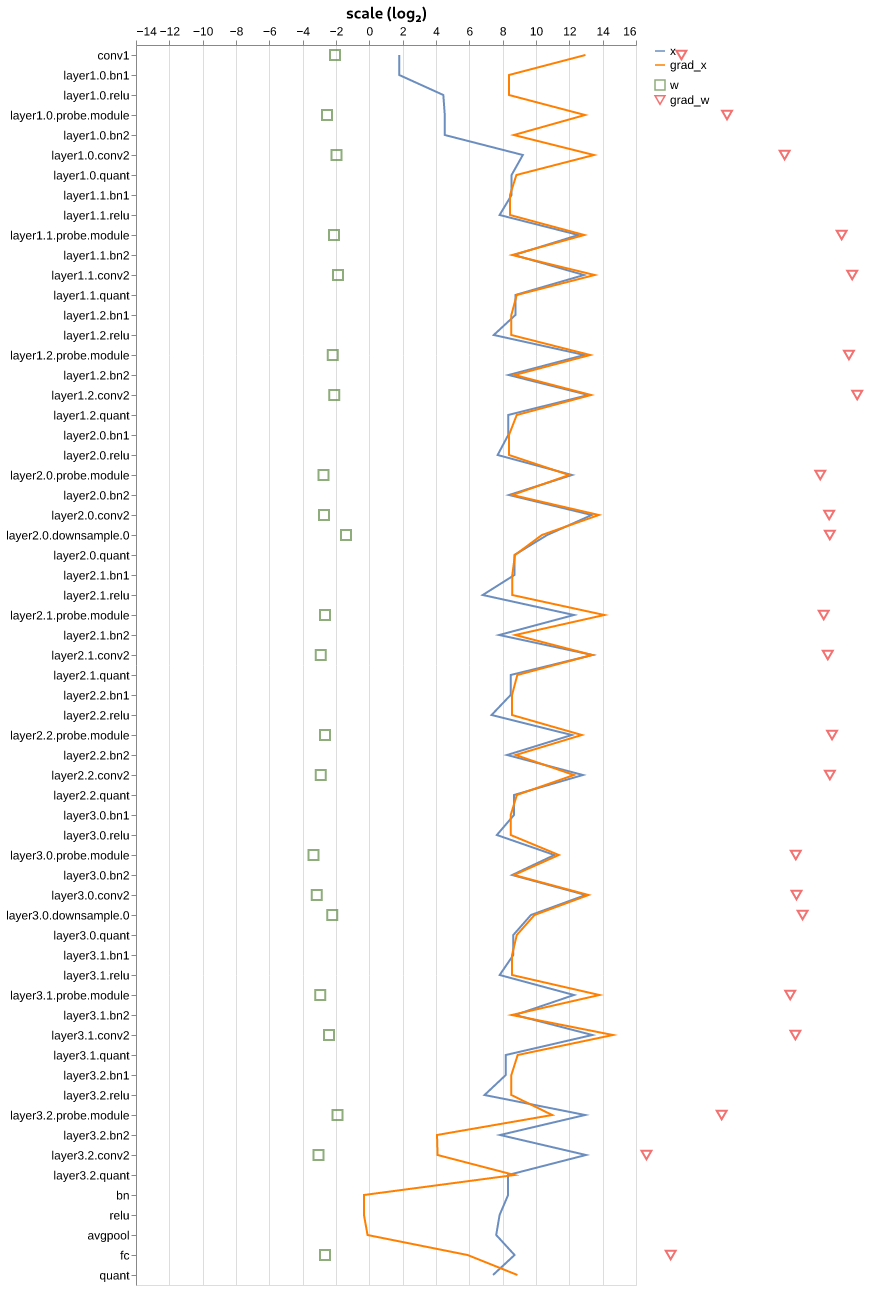 scale (log₂)
−14 −12 −10 −8 −6 −4 −2 0 2 4 6 8 10 12 14 16
x
grad_x
w
grad_w
conv1
layer1.0.bn1
layer1.0.relu
layer1.0.probe.module
layer1.0.bn2
layer1.0.conv2
layer1.0.quant
layer1.1.bn1
layer1.1.relu
layer1.1.probe.module
layer1.1.bn2
layer1.1.conv2
layer1.1.quant
layer1.2.bn1
layer1.2.relu
layer1.2.probe.module
layer1.2.bn2
layer1.2.conv2
layer1.2.quant
layer2.0.bn1
layer2.0.relu
layer2.0.probe.module
layer2.0.bn2
layer2.0.conv2
layer2.0.downsample.0
layer2.0.quant
layer2.1.bn1
layer2.1.relu
layer2.1.probe.module
layer2.1.bn2
layer2.1.conv2
layer2.1.quant
layer2.2.bn1
layer2.2.relu
layer2.2.probe.module
layer2.2.bn2
layer2.2.conv2
layer2.2.quant
layer3.0.bn1
layer3.0.relu
layer3.0.probe.module
layer3.0.bn2
layer3.0.conv2
layer3.0.downsample.0
layer3.0.quant
layer3.1.bn1
layer3.1.relu
layer3.1.probe.module
layer3.1.bn2
layer3.1.conv2
layer3.1.quant
layer3.2.bn1
layer3.2.relu
layer3.2.probe.module
layer3.2.bn2
layer3.2.conv2
layer3.2.quant
bn
relu
avgpool
fc
quant